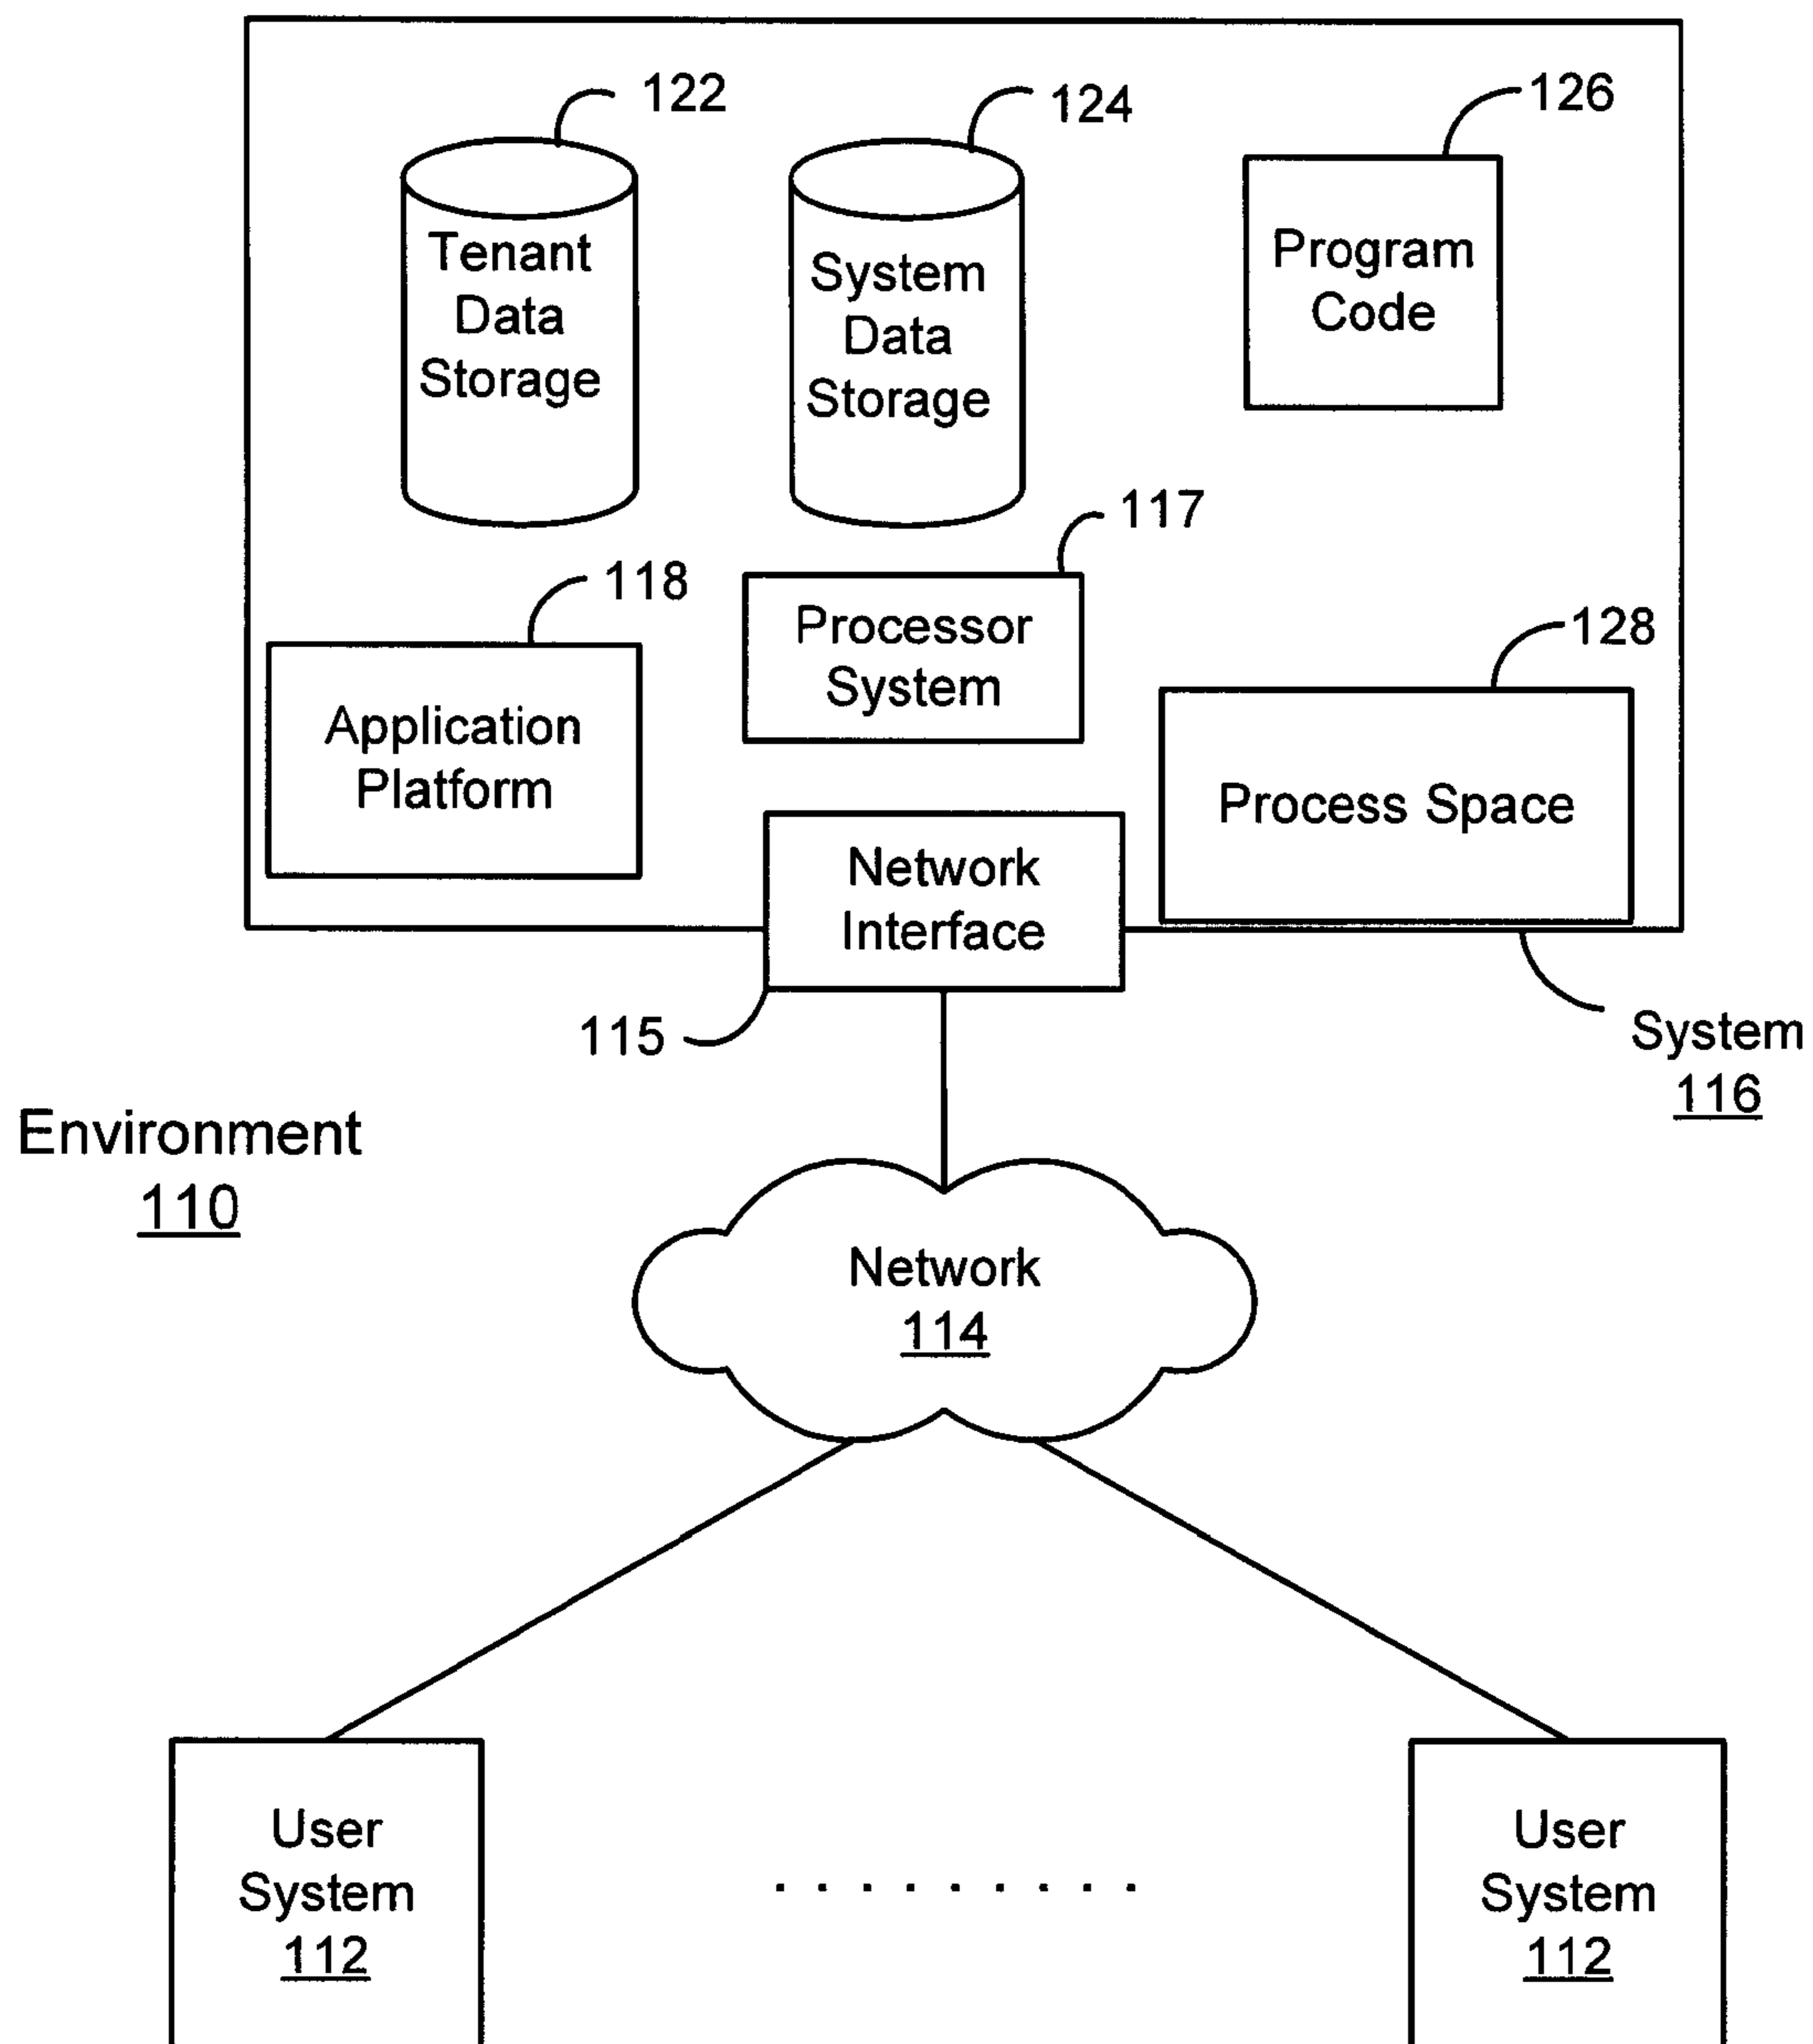 122
124
126
Tenant
Data
Storage
System
Data
Storage
Program
Code
117
118
128
Processor
System
Application
Platform
Process Space
Network
Interface
115
System
116
Environment
110
Network
114
User
System
112
. . . . . . . . .
User
System
112